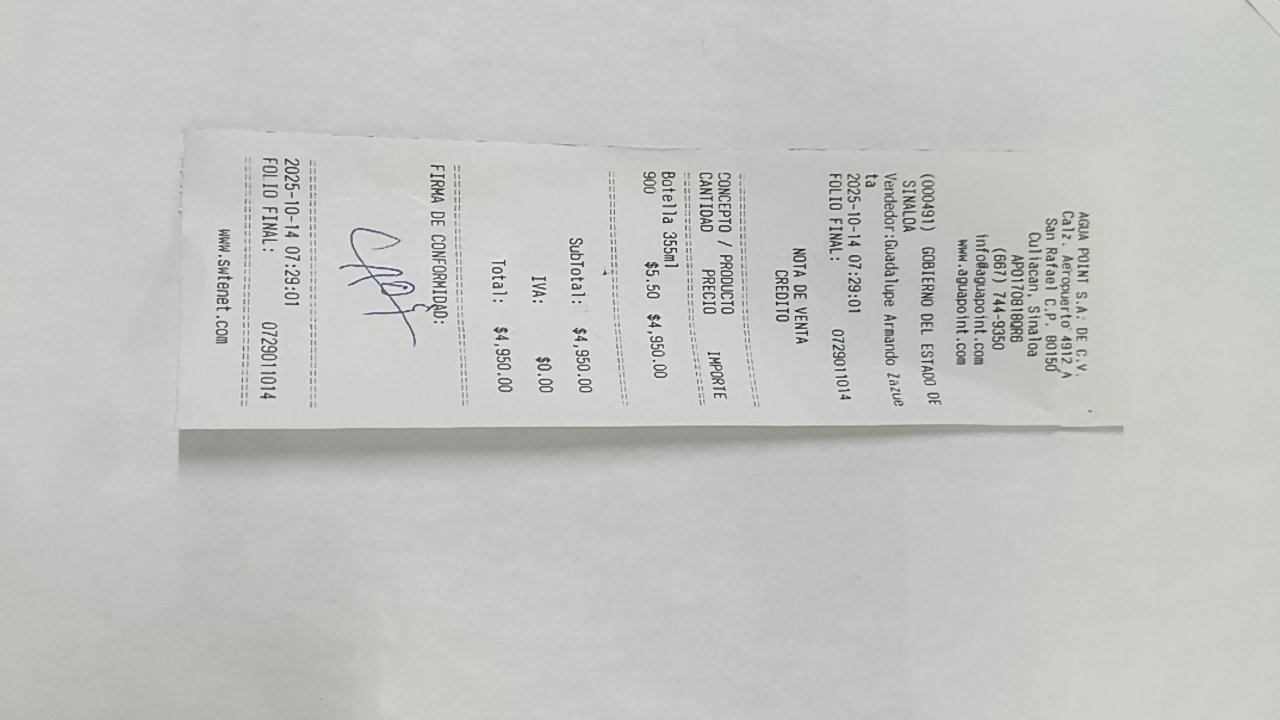 AGUA POINT S.A. DE C.V.
Calz. Aeropuerto 4912 A
San Rafael C.P. 80150
Culiacan, Sinaloa
APO170818QR6
(667) 744-9350
info@aguapoint.com
www.aguapoint.com
(000491) GOBIERNO DEL ESTADO DE
SINALOA
Vendedor:Guadalupe Armando Zazue
ta
2025-10-14 07:29:01
FOLIO FINAL: 0729011014
NOTA DE VENTA
CREDITO
CONCEPTO / PRODUCTO
CANTIDAD PRECIO IMPORTE
Botella 355ml
900 $5.50 $4,950.00
SubTotal: $4,950.00
IVA: $0.00
Total: $4,950.00
FIRMA DE CONFORMIDAD:
2025-10-14 07:29:01
FOLIO FINAL: 0729011014
www.swtenet.com